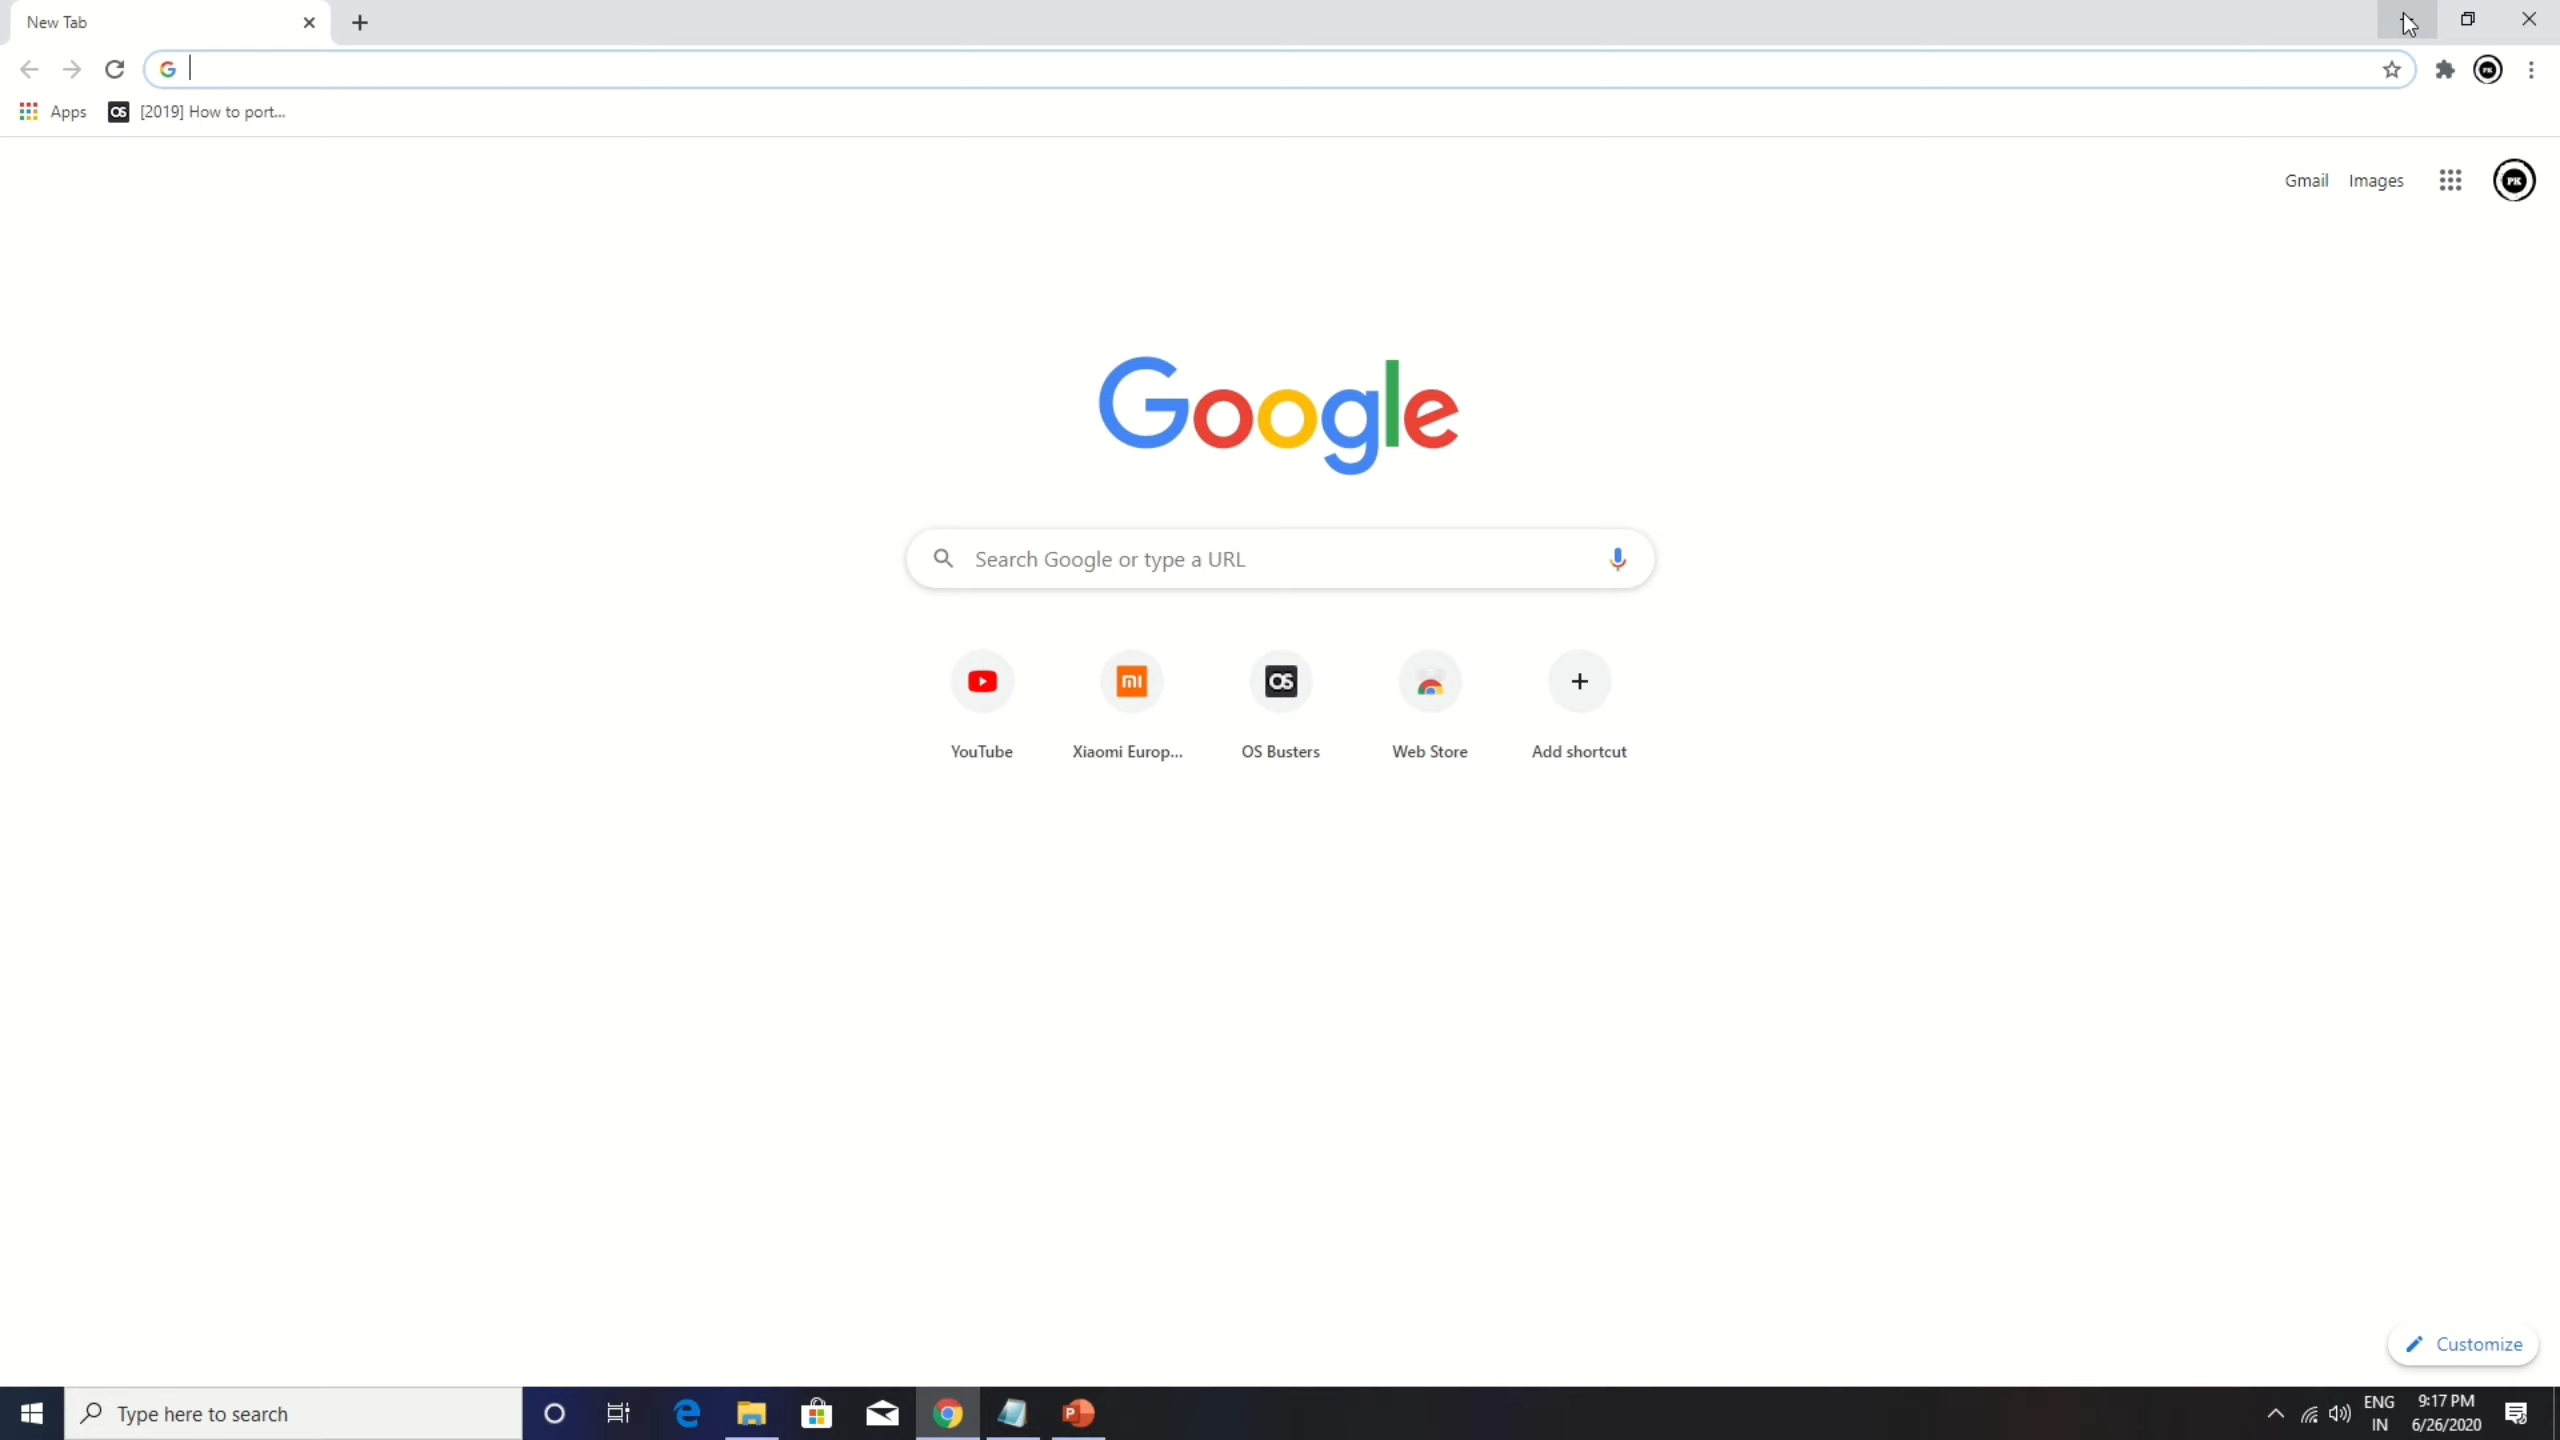 New Tab
Apps
[2019] How to port...
Gmail Images
PK
Google
Search Google or type a URL
YouTube
Xiaomi Europ...
OS Busters
Web Store
Add shortcut
Customize
Type here to search
ENG
IN
9:17 PM
6/26/2020